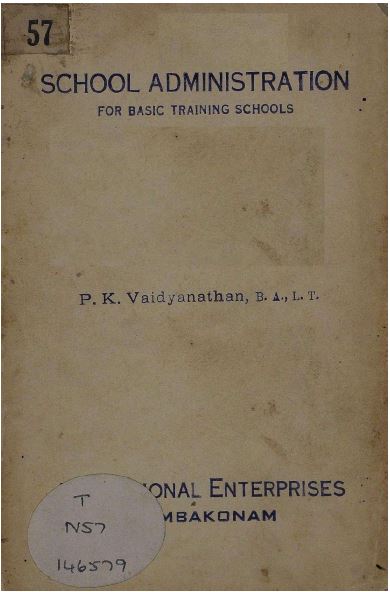 57
SCHOOL ADMINISTRATION
FOR BASIC TRAINING SCHOOLS
P. K. Vaidyanathan, B. A., L. T.
ONAL ENTERPRISES
MBAKONAM
T
N57
146579